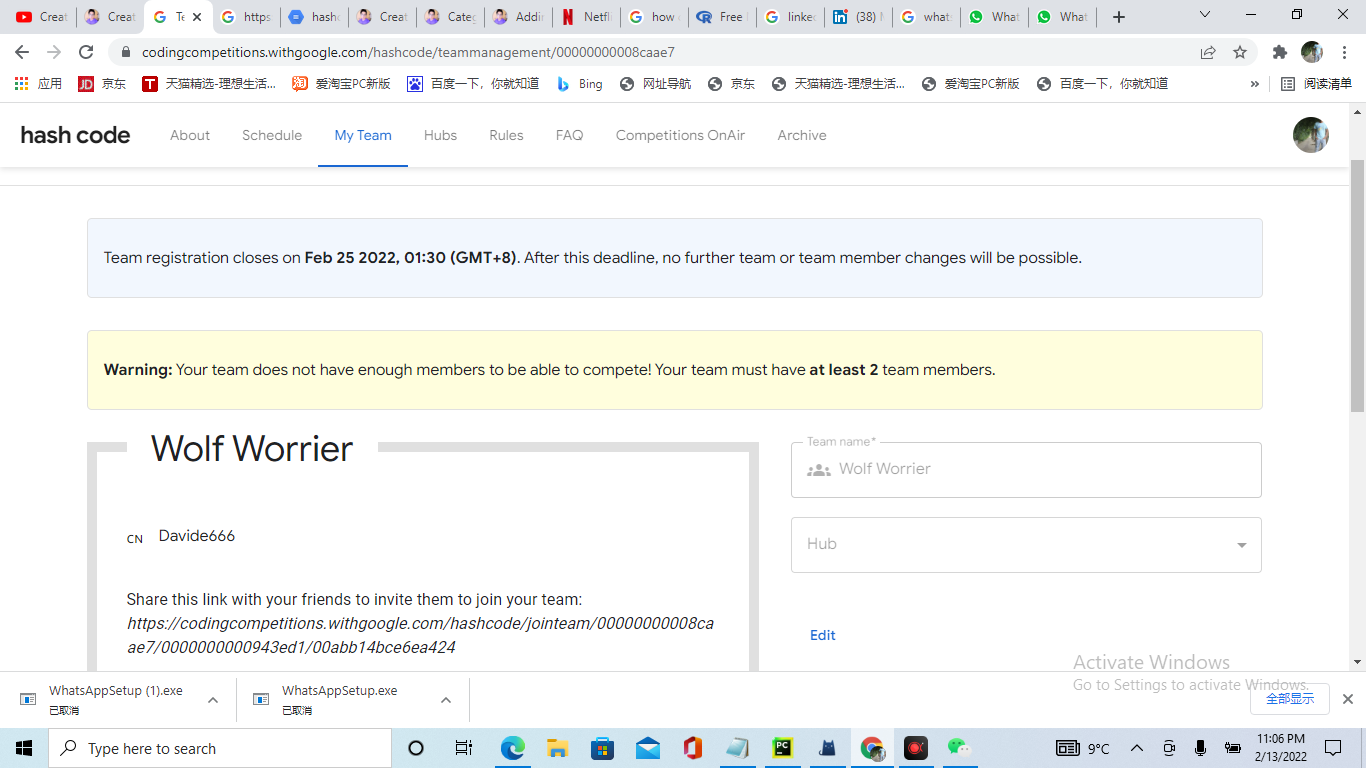 Creat
Creat
Te
https
hashc
Creat
Categ
Addin
Netfli
how
Free
linke
(38)
what
What
What
codingcompetitions.withgoogle.com/hashcode/teammanagement/00000000008caae7
应用 京东 天猫精选-理想生活... 爱淘宝PC新版 百度一下，你就知道 Bing 网址导航 京东 天猫精选-理想生活... 爱淘宝PC新版 百度一下，你就知道 » 阅读清单
hash code About Schedule My Team Hubs Rules FAQ Competitions OnAir Archive
Team registration closes on Feb 25 2022, 01:30 (GMT+8). After this deadline, no further team or team member changes will be possible.
Warning: Your team does not have enough members to be able to compete! Your team must have at least 2 team members.
Wolf Worrier
CN Davide666
Share this link with your friends to invite them to join your team:
https://codingcompetitions.withgoogle.com/hashcode/jointeam/00000000008ca
ae7/0000000000943ed1/00abb14bce6ea424
Team name*
Wolf Worrier
Hub
Edit
Activate Windows
Go to Settings to activate Windows.
WhatsAppSetup (1).exe
已取消
WhatsAppSetup.exe
已取消
全部显示
Type here to search
9°C
11:06 PM
2/13/2022